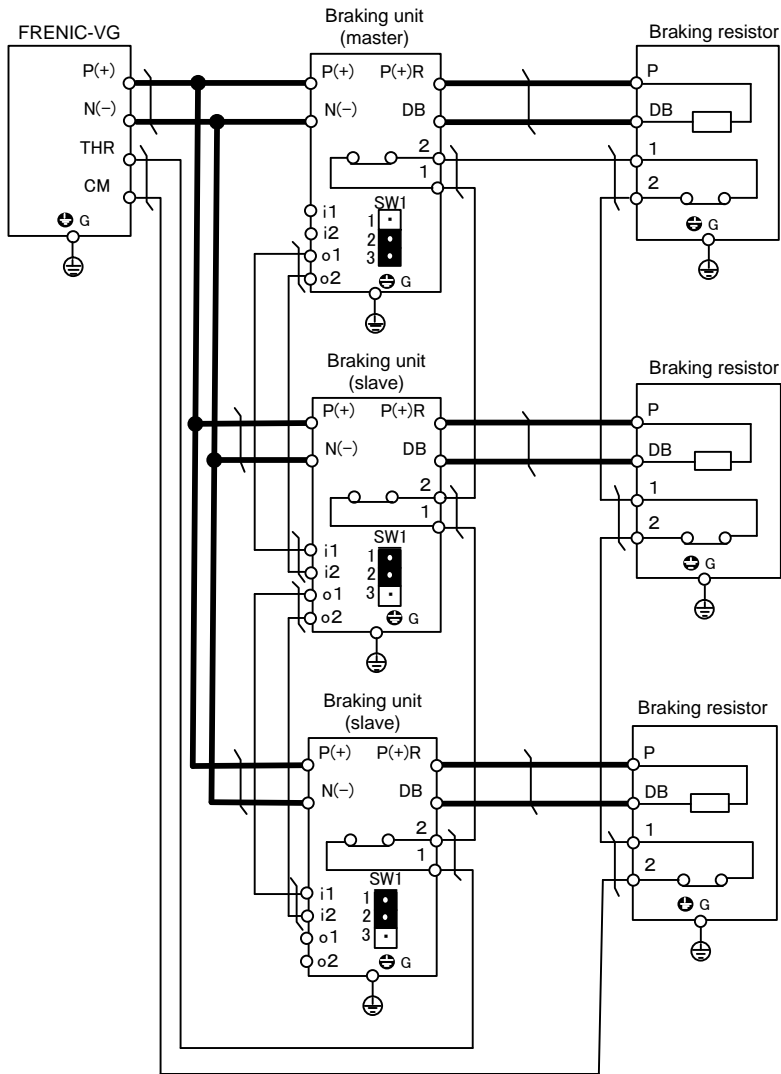 FRENIC-VG
P(+)
N(-)
THR
CM
G
Braking unit
(master)
P(+) P(+)R
N(-) DB
2
1
SW1
i1 1
i2 2
o1 3
o2
G
Braking resistor
P
DB
1
2
G
Braking unit
(slave)
P(+) P(+)R
N(-) DB
2
1
SW1
i1 1
i2 2
o1 3
o2 G
Braking resistor
P
DB
1
2
G
Braking unit
(slave)
P(+) P(+)R
N(-) DB
2
1
SW1
i1 1
i2 2
o1 3
o2 G
Braking resistor
P
DB
1
2
G